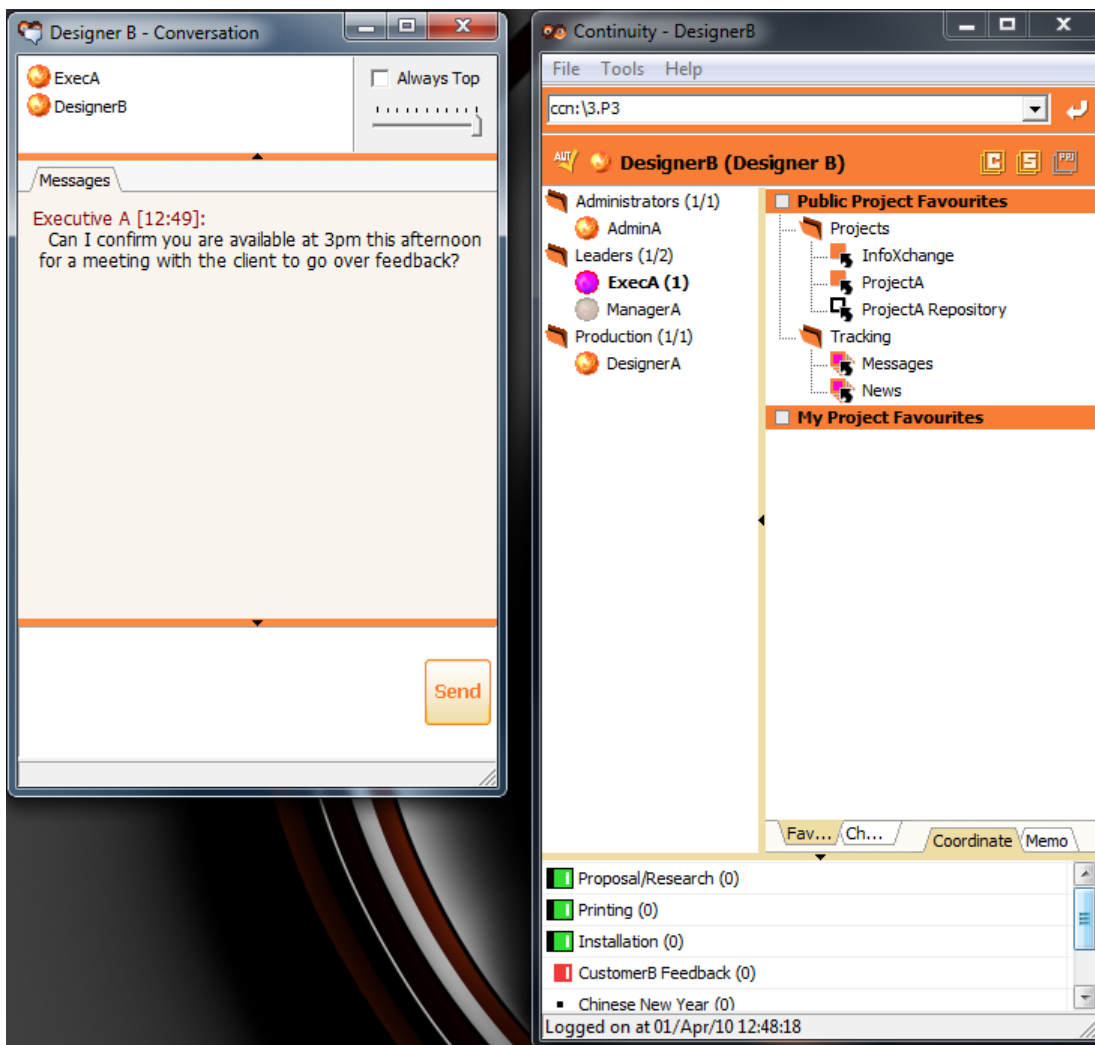 Designer B - Conversation
ExecA
DesignerB
Always Top
Messages
Executive A [12:49]:
Can I confirm you are available at 3pm this afternoon
for a meeting with the client to go over feedback?
Send
Continuity - DesignerB
File Tools Help
ccn:\3.P3
AUT DesignerB (Designer B) C S PPJ
Administrators (1/1)
AdminA
Leaders (1/2)
ExecA (1)
ManagerA
Production (1/1)
DesignerA
Public Project Favourites
Projects
InfoXchange
ProjectA
ProjectA Repository
Tracking
Messages
News
My Project Favourites
Fav... Ch... Coordinate Memo
Proposal/Research (0)
Printing (0)
Installation (0)
CustomerB Feedback (0)
Chinese New Year (0)
Logged on at 01/Apr/10 12:48:18